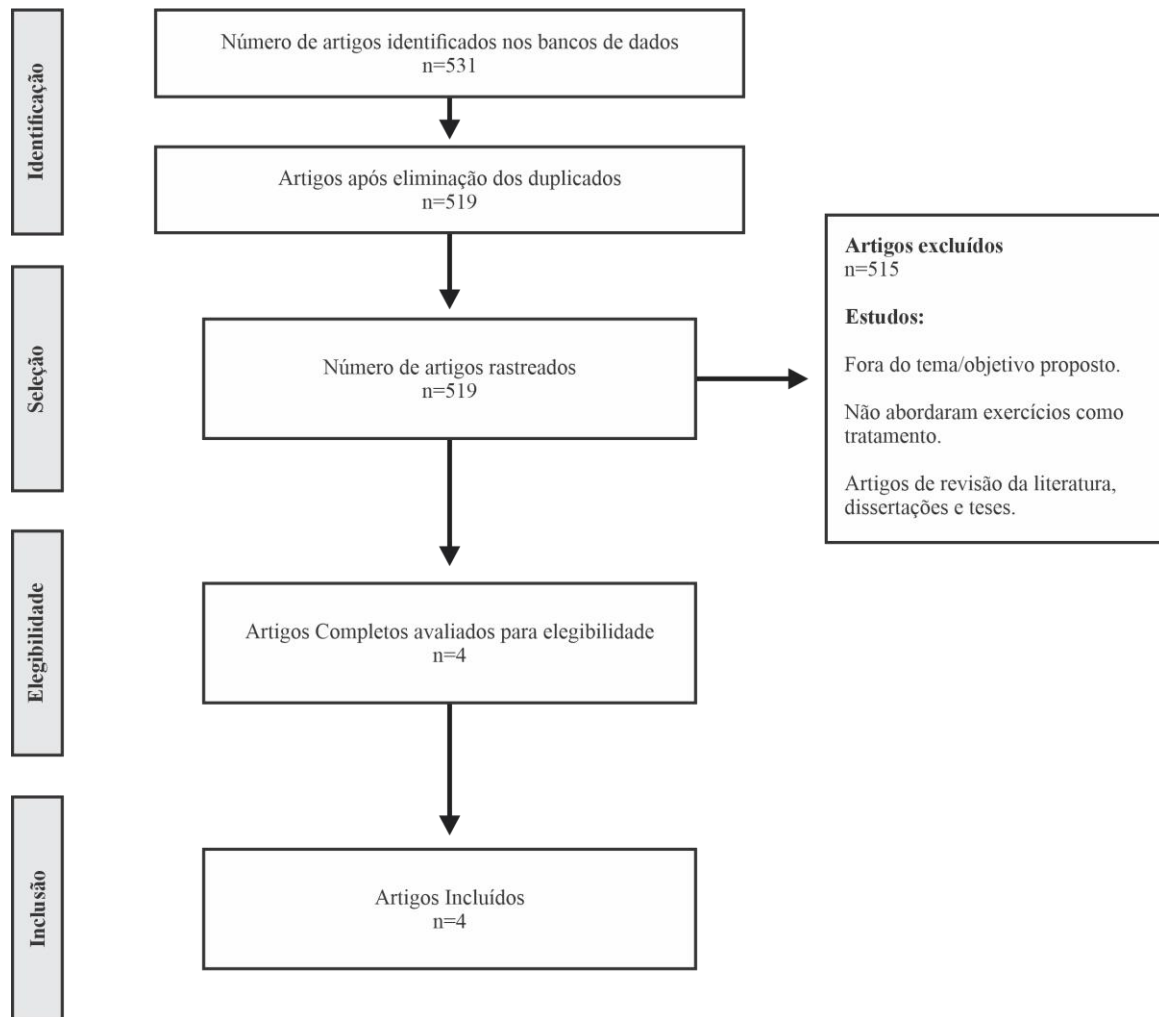 Identificação
Número de artigos identificados nos bancos de dados
n=531
Artigos após eliminação dos duplicados
n=519
Seleção
Número de artigos rastreados
n=519
Artigos excluídos
n=515
Estudos:
Fora do tema/objetivo proposto.
Não abordaram exercícios como
tratamento.
Artigos de revisão da literatura,
dissertações e teses.
Elegibilidade
Artigos Completos avaliados para elegibilidade
n=4
Inclusão
Artigos Incluídos
n=4